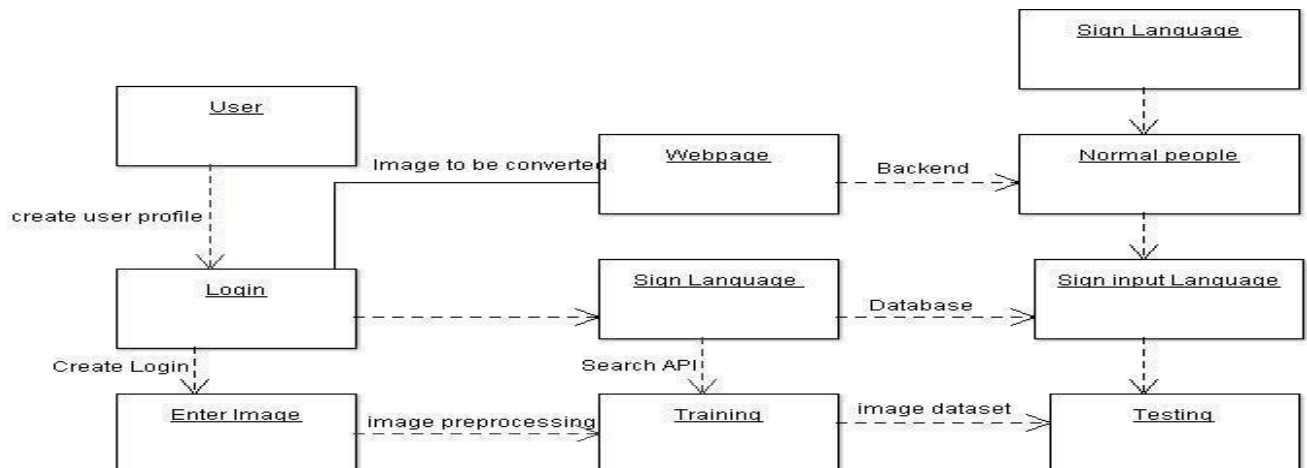 Sign Language
User
Image to be converted
Webpage
Backend
Normal people
create user profile
Login
Sign Language
Database
Sign input Language
Create Login
Search API
Enter Image
image preprocessing
Training
image dataset
Testing